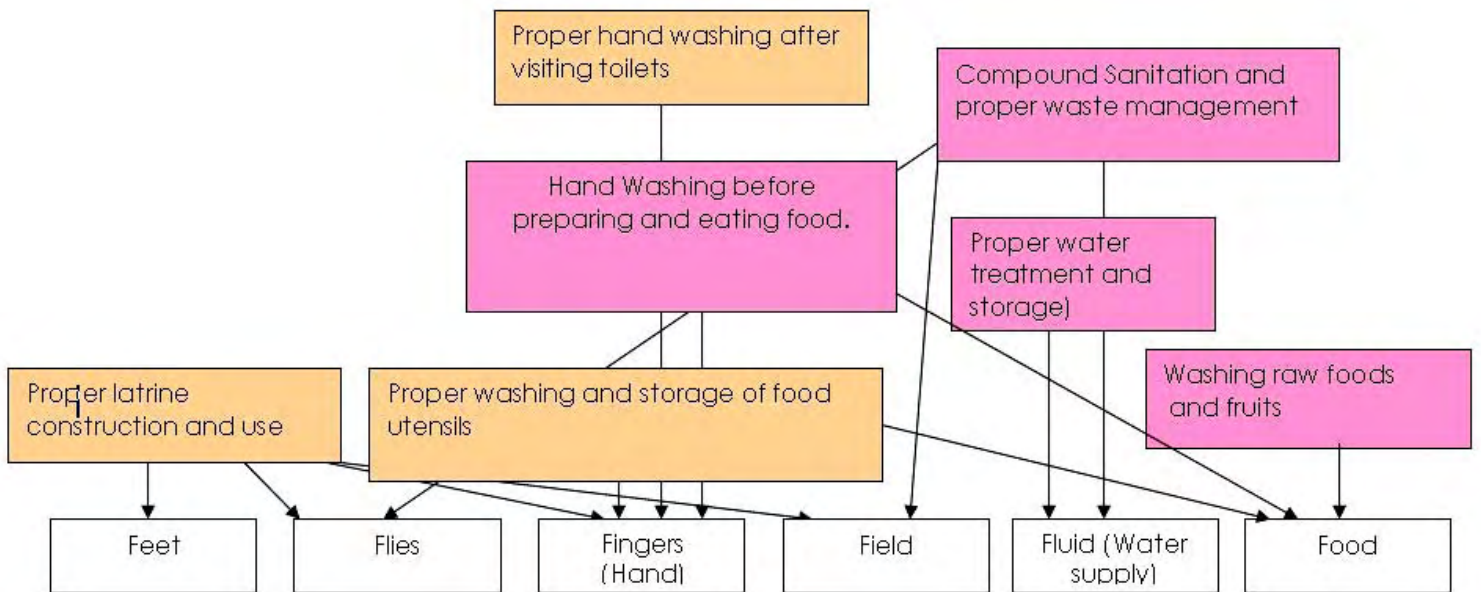 Proper hand washing after
visiting toilets
Compound Sanitation and
proper waste management
Hand Washing before
preparing and eating food.
Proper water
treatment and
storage)
Washing raw foods
and fruits
Proper latrine
construction and use
Proper washing and storage of food
utensils
Feet
Flies
Fingers
(Hand)
Field
Fluid (Water
supply)
Food